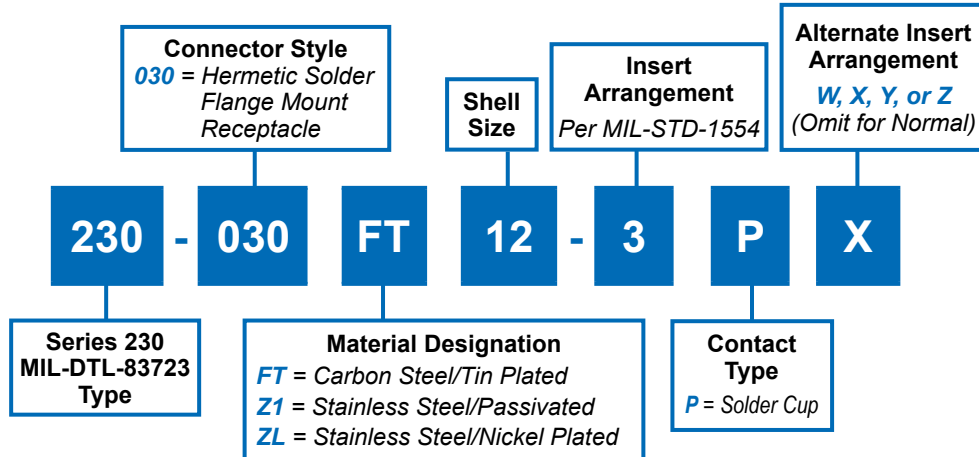 Connector Style
030 = Hermetic Solder
Flange Mount
Receptacle
Shell
Size
Insert
Arrangement
Per MIL-STD-1554
Alternate Insert
Arrangement
W, X, Y, or Z
(Omit for Normal)
230 - 030 FT 12 - 3 P X
Series 230
MIL-DTL-83723
Type
Material Designation
FT = Carbon Steel/Tin Plated
Z1 = Stainless Steel/Passivated
ZL = Stainless Steel/Nickel Plated
Contact
Type
P = Solder Cup